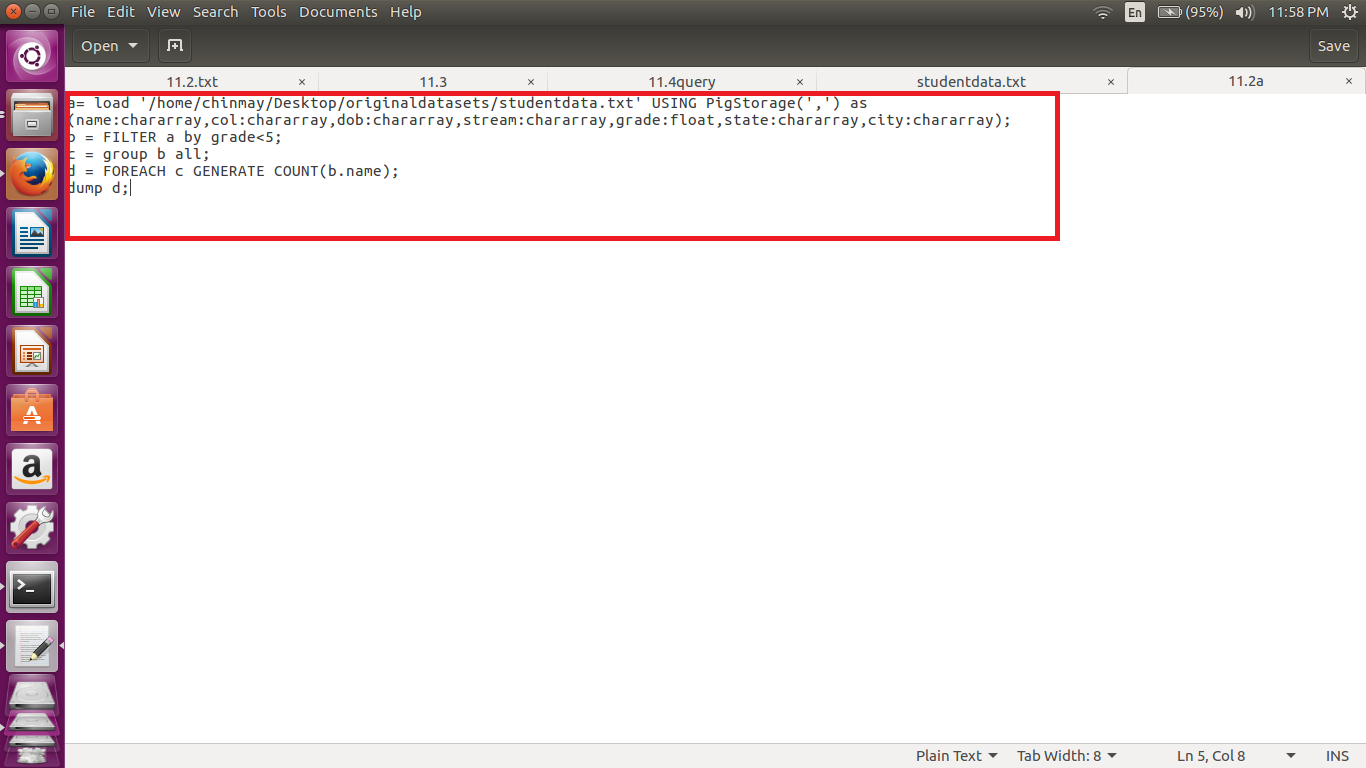 File Edit View Search Tools Documents Help
En (95%) 11:58 PM
Open Save
11.2.txt × 11.3 × 11.4query × studentdata.txt × 11.2a ×
a= load '/home/chinmay/Desktop/originaldatasets/studentdata.txt' USING PigStorage(',') as
(name:chararray,col:chararray,dob:chararray,stream:chararray,grade:float,state:chararray,city:chararray);
b = FILTER a by grade<5;
c = group b all;
d = FOREACH c GENERATE COUNT(b.name);
dump d;
Plain Text Tab Width: 8 Ln 5, Col 8 INS